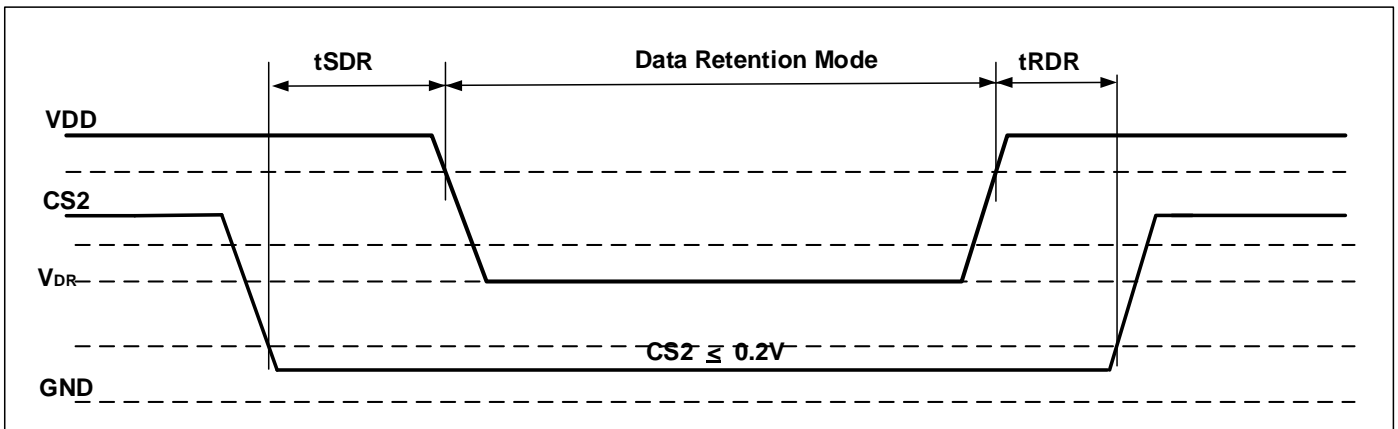 tSDR
Data Retention Mode
tRDR
VDD
CS2
VDR
CS2 ≤ 0.2V
GND